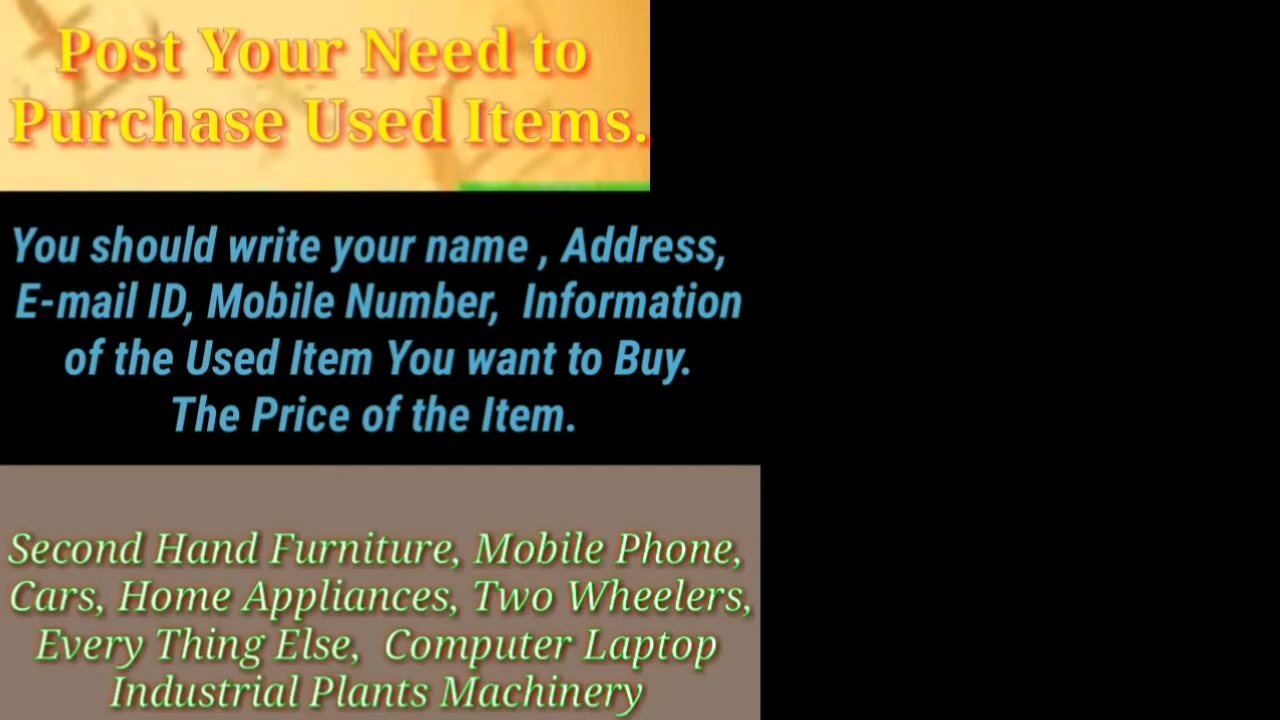 Post Your Need to
Purchase Used Items.
You should write your name , Address,
E-mail ID, Mobile Number, Information
of the Used Item You want to Buy.
The Price of the Item.
Second Hand Furniture, Mobile Phone,
Cars, Home Appliances, Two Wheelers,
Every Thing Else, Computer Laptop
Industrial Plants Machinery